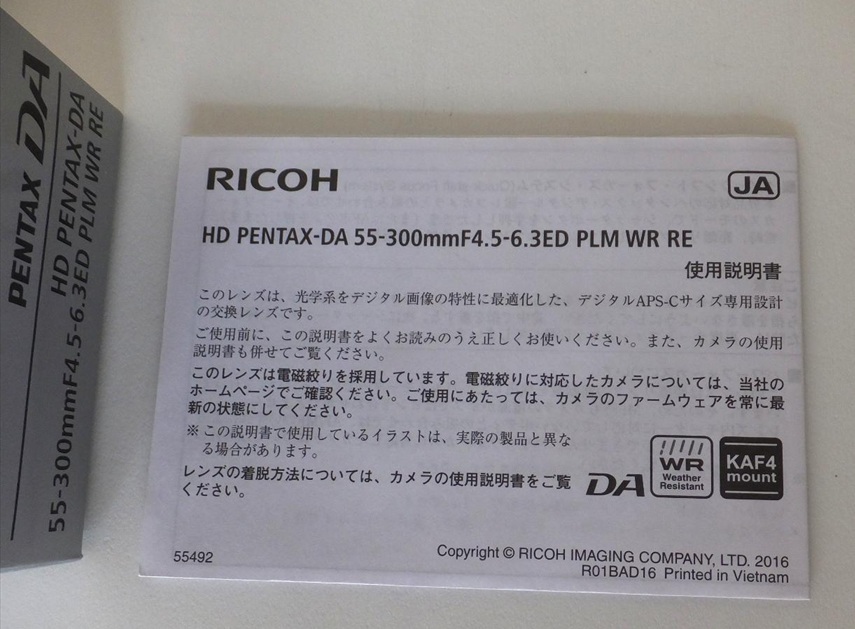 PENTAX DA
HD PENTAX-DA
55-300mmF4.5-6.3ED PLM WR RE
RICOH
JA
HD PENTAX-DA 55-300mmF4.5-6.3ED PLM WR RE
使用説明書
このレンズは、光学系をデジタル画像の特性に最適化した、デジタルAPS-Cサイズ専用設計
の交換レンズです。
ご使用前に、この説明書をよくお読みのうえ正しくお使いください。また、カメラの使用
説明書も併せてご覧ください。
このレンズは電磁絞りを採用しています。電磁絞りに対応したカメラについては、当社の
ホームページでご確認ください。ご使用にあたっては、カメラのファームウェアを常に最
新の状態にしてください。
※ この説明書で使用しているイラストは、実際の製品と異な
る場合があります。
レンズの着脱方法については、カメラの使用説明書をご覧
ください。
DA
WR
Weather
Resistant
KAF4
mount
55492
Copyright © RICOH IMAGING COMPANY, LTD. 2016
R01BAD16 Printed in Vietnam